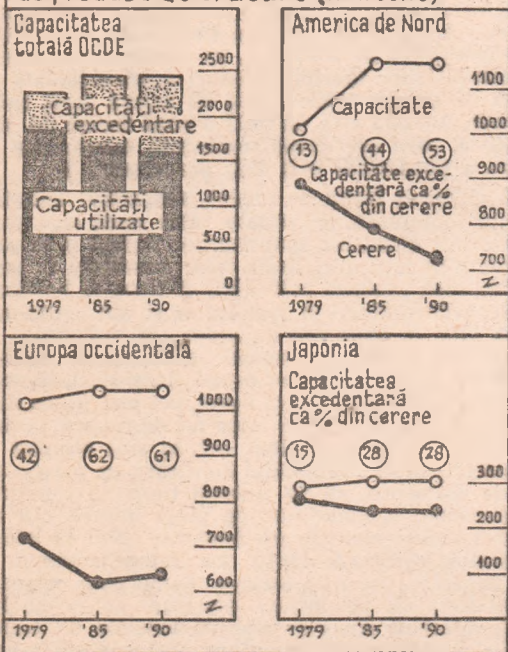 Capacitatea
totală OCDE
2500
2000
1500
1000
500
0
Capacități
excedentare
Capacități
utilizate
1979 '85 '90
America de Nord
1100
1000
900
800
700
Capacitate
13 44 53
Capacitate exce-
dentară ca %
din cerere
Cerere
1979 '85 '90
Europa occidentală
1000
900
800
700
600
42 62 61
1979 '85 '90
Japonia
Capacitatea
excedentară
ca % din cerere
15 28 28
300
200
100
1979 '85 '90